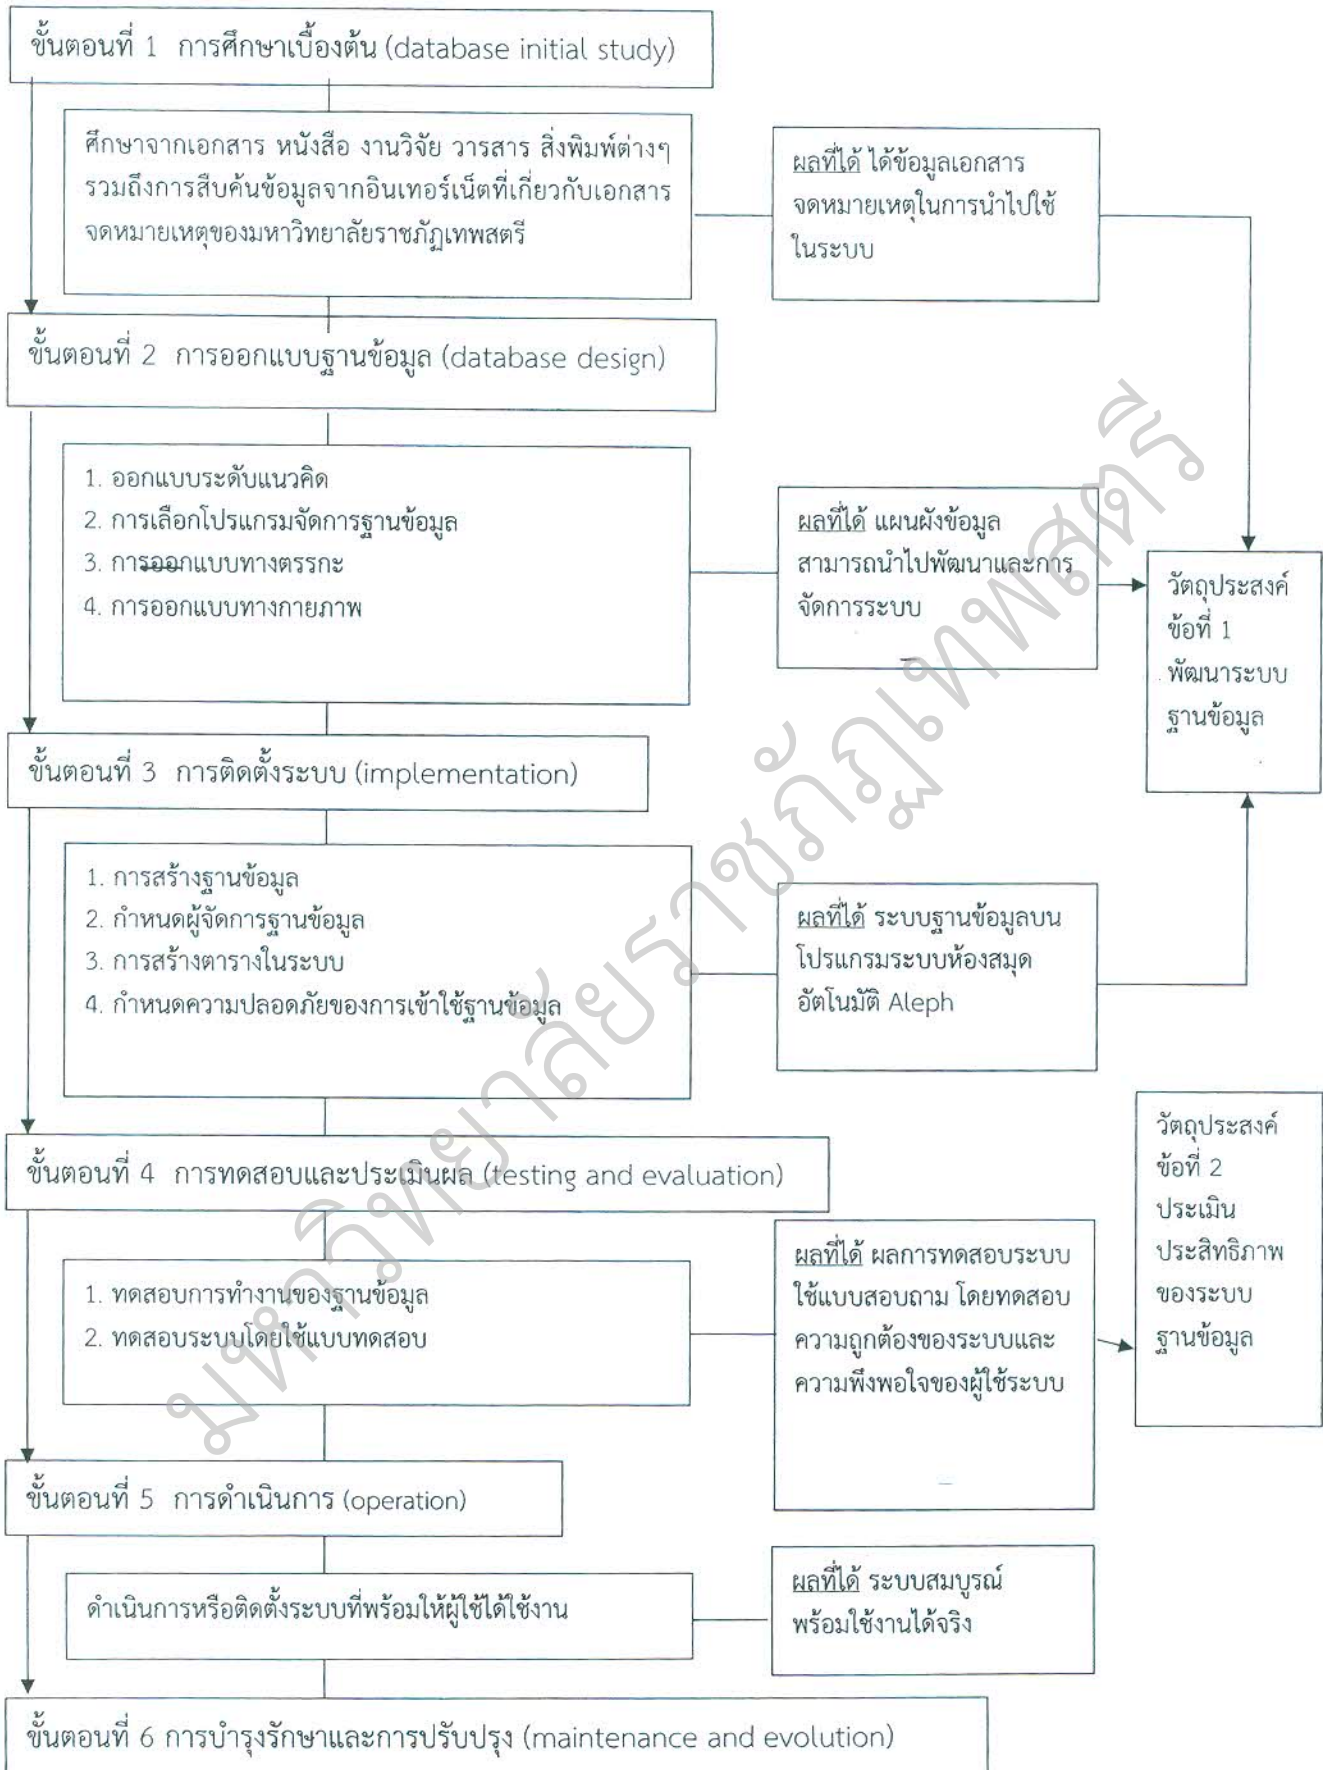 ขั้นตอนที่ 1 การศึกษาเบื้องต้น (database initial study)
ศึกษาจากเอกสาร หนังสือ งานวิจัย วารสาร สิ่งพิมพ์ต่างๆ
รวมถึงการสืบค้นข้อมูลจากอินเทอร์เน็ตที่เกี่ยวกับเอกสาร
จดหมายเหตุของมหาวิทยาลัยราชภัฏเทพสตรี
ผลที่ได้ ได้ข้อมูลเอกสาร
จดหมายเหตุในการนำไปใช้
ในระบบ
ขั้นตอนที่ 2 การออกแบบฐานข้อมูล (database design)
1. ออกแบบระดับแนวคิด
2. การเลือกโปรแกรมจัดการฐานข้อมูล
3. การออกแบบทางตรรกะ
4. การออกแบบทางกายภาพ
ผลที่ได้ แผนผังข้อมูล
สามารถนำไปพัฒนาและการ
จัดการระบบ
วัตถุประสงค์
ข้อที่ 1
พัฒนาระบบ
ฐานข้อมูล
ขั้นตอนที่ 3 การติดตั้งระบบ (implementation)
1. การสร้างฐานข้อมูล
2. กำหนดผู้จัดการฐานข้อมูล
3. การสร้างตารางในระบบ
4. กำหนดความปลอดภัยของการเข้าใช้ฐานข้อมูล
ผลที่ได้ ระบบฐานข้อมูลบน
โปรแกรมระบบห้องสมุด
อัตโนมัติ Aleph
ขั้นตอนที่ 4 การทดสอบและประเมินผล (testing and evaluation)
1. ทดสอบการทำงานของฐานข้อมูล
2. ทดสอบระบบโดยใช้แบบทดสอบ
ผลที่ได้ ผลการทดสอบระบบ
ใช้แบบสอบถาม โดยทดสอบ
ความถูกต้องของระบบและ
ความพึงพอใจของผู้ใช้ระบบ
วัตถุประสงค์
ข้อที่ 2
ประเมิน
ประสิทธิภาพ
ของระบบ
ฐานข้อมูล
ขั้นตอนที่ 5 การดำเนินการ (operation)
ดำเนินการหรือติดตั้งระบบที่พร้อมให้ผู้ใช้ได้ใช้งาน
ผลที่ได้ ระบบสมบูรณ์
พร้อมใช้งานได้จริง
ขั้นตอนที่ 6 การบำรุงรักษาและการปรับปรุง (maintenance and evolution)
มหาวิทยาลัยราชภัฏเทพสตรี